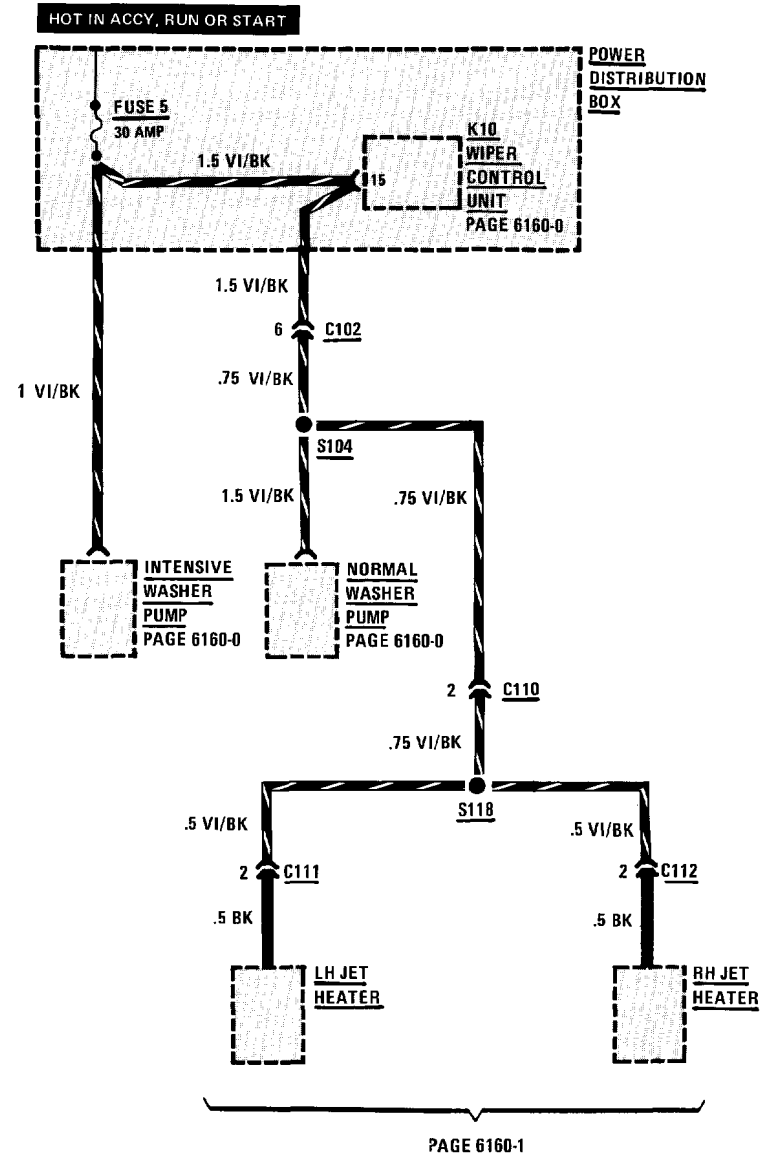 HOT IN ACCY, RUN OR START
POWER
DISTRIBUTION
BOX
FUSE 5
30 AMP
1.5 VI/BK
15
K10
WIPER
CONTROL
UNIT
PAGE 6160-0
1.5 VI/BK
6
C102
.75 VI/BK
1 VI/BK
S104
1.5 VI/BK
.75 VI/BK
INTENSIVE
WASHER
PUMP
PAGE 6160-0
NORMAL
WASHER
PUMP
PAGE 6160-0
2
C110
.75 VI/BK
S118
.5 VI/BK
.5 VI/BK
2
C111
2
C112
.5 BK
.5 BK
LH JET
HEATER
RH JET
HEATER
PAGE 6160-1